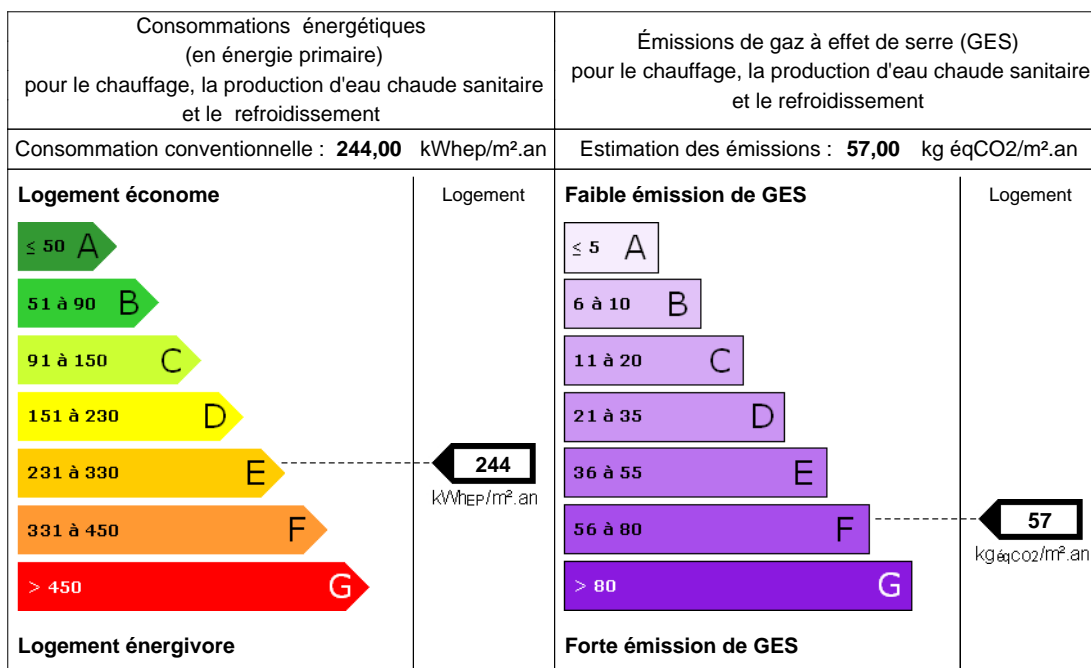 Consommations énergétiques
(en énergie primaire)
pour le chauffage, la production d'eau chaude sanitaire
et le refroidissement
Émissions de gaz à effet de serre (GES)
pour le chauffage, la production d'eau chaude sanitaire
et le refroidissement
Consommation conventionnelle : 244,00 kWhep/m².an
Estimation des émissions : 57,00 kg éqCO2/m².an
Logement économe
Logement
≤ 50 A
51 à 90 B
91 à 150 C
151 à 230 D
231 à 330 E
331 à 450 F
> 450 G
244
kWhEP/m².an
Logement énergivore
Faible émission de GES
Logement
≤ 5 A
6 à 10 B
11 à 20 C
21 à 35 D
36 à 55 E
56 à 80 F
> 80 G
57
kgéqCO2/m².an
Forte émission de GES